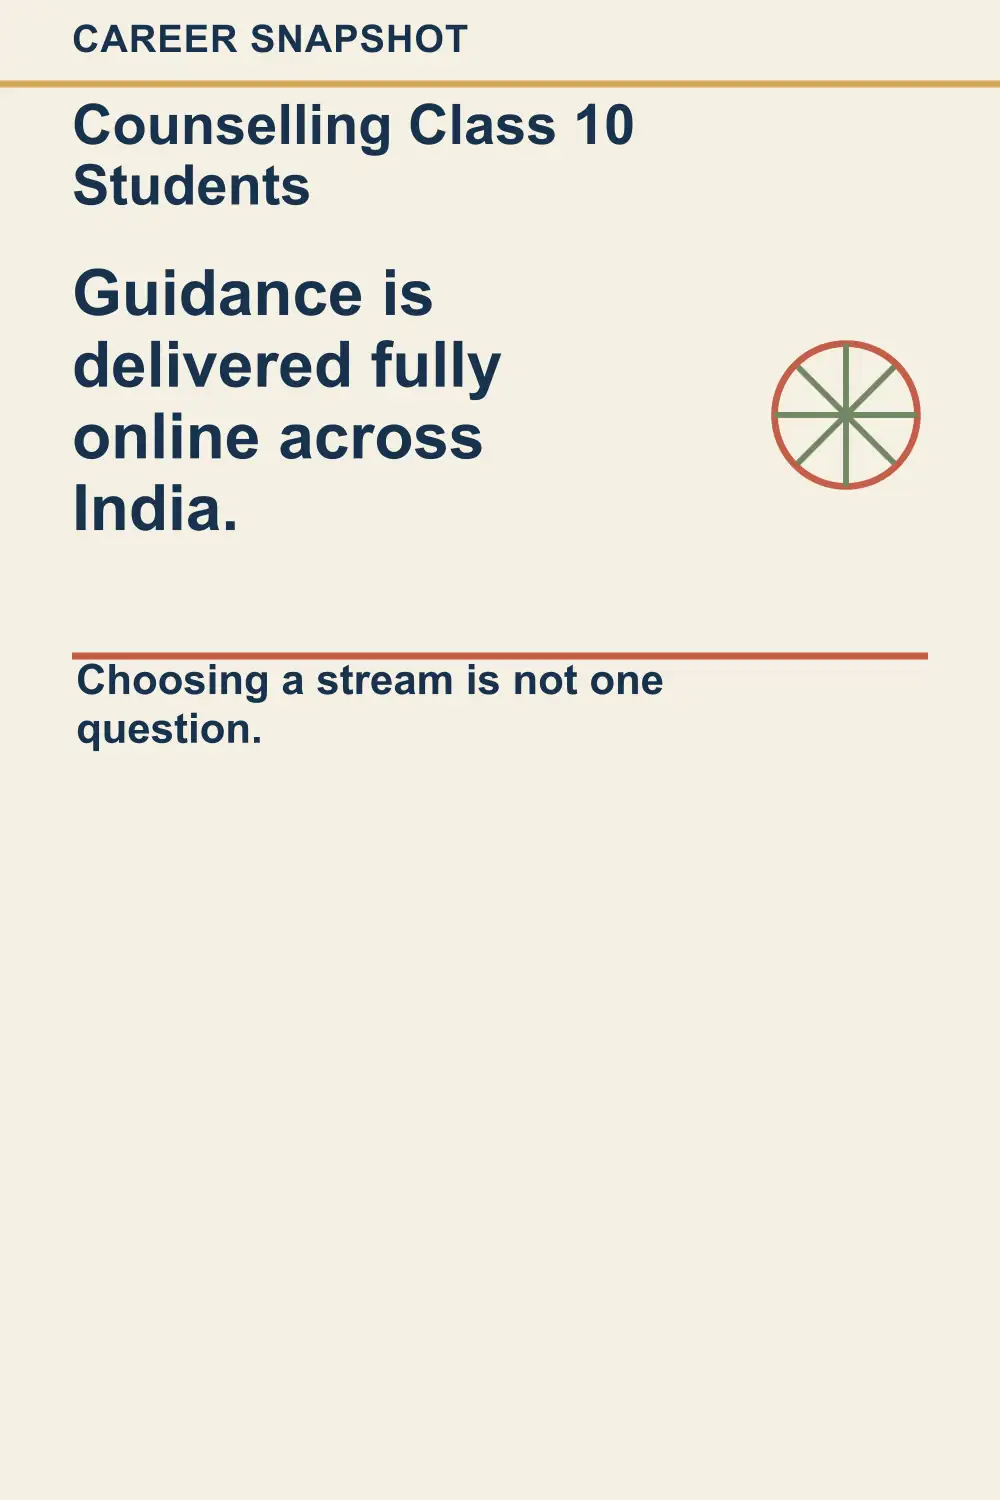 CAREER SNAPSHOT
Counselling Class 10
Students
Guidance is
delivered fully
online across
India.
Choosing a stream is not one
question.